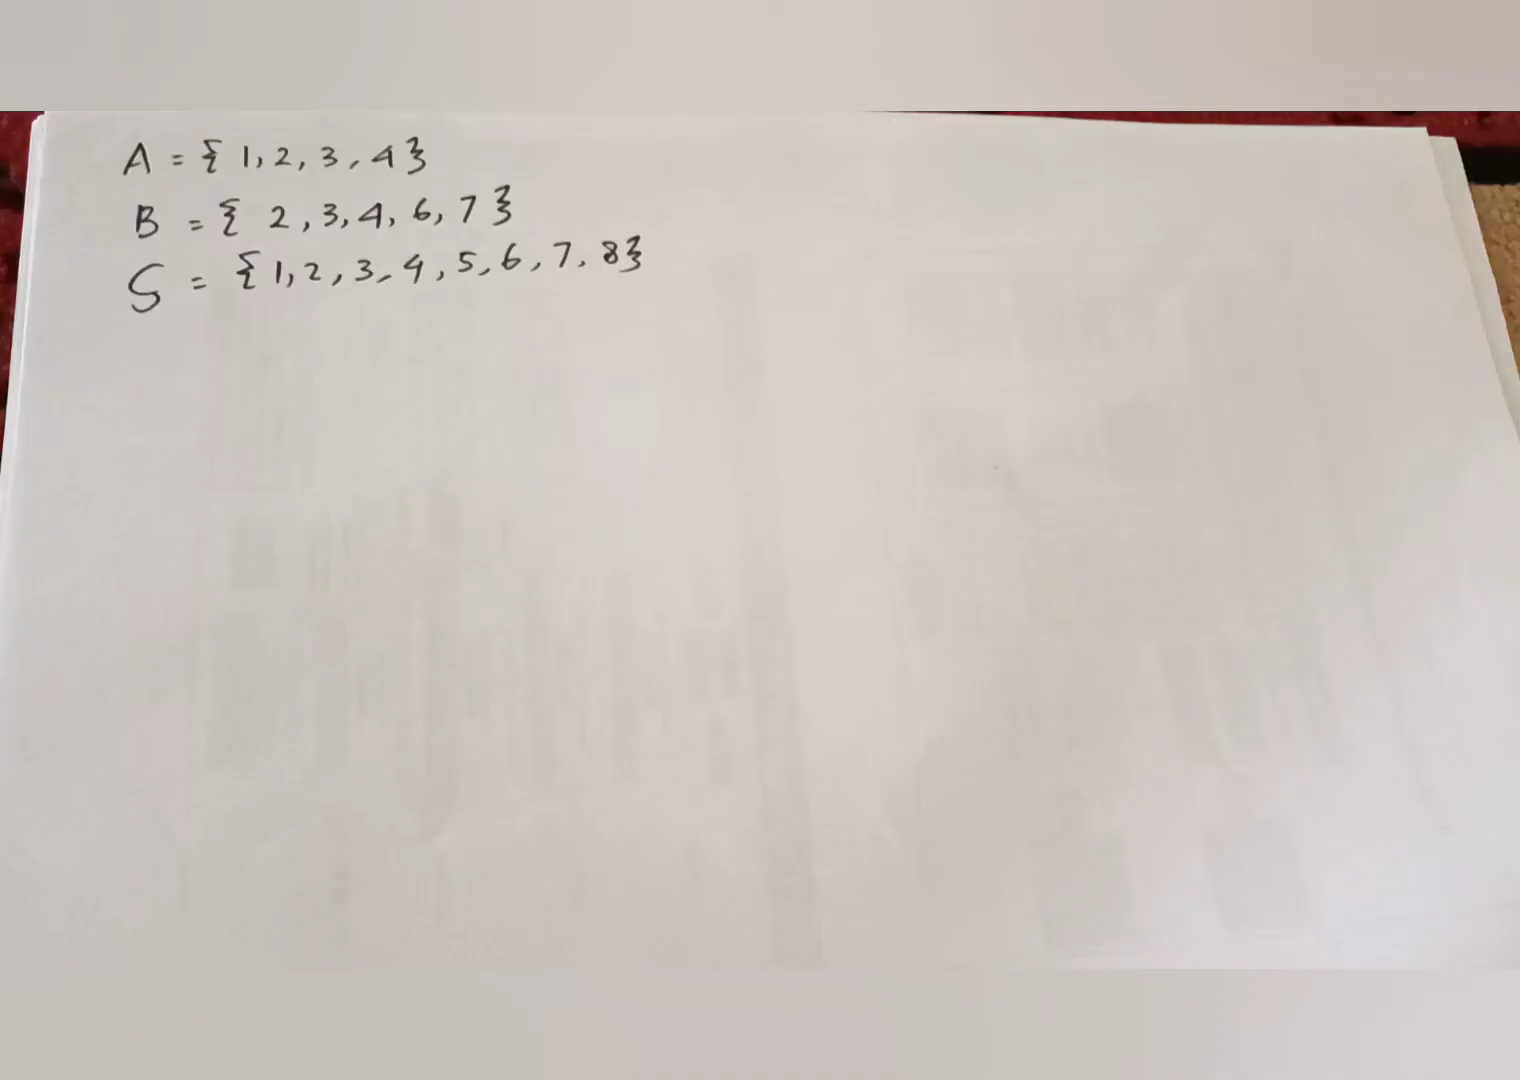 A = { 1, 2, 3, 4 }
B = { 2, 3, 4, 6, 7 }
S = { 1, 2, 3, 4, 5, 6, 7, 8 }